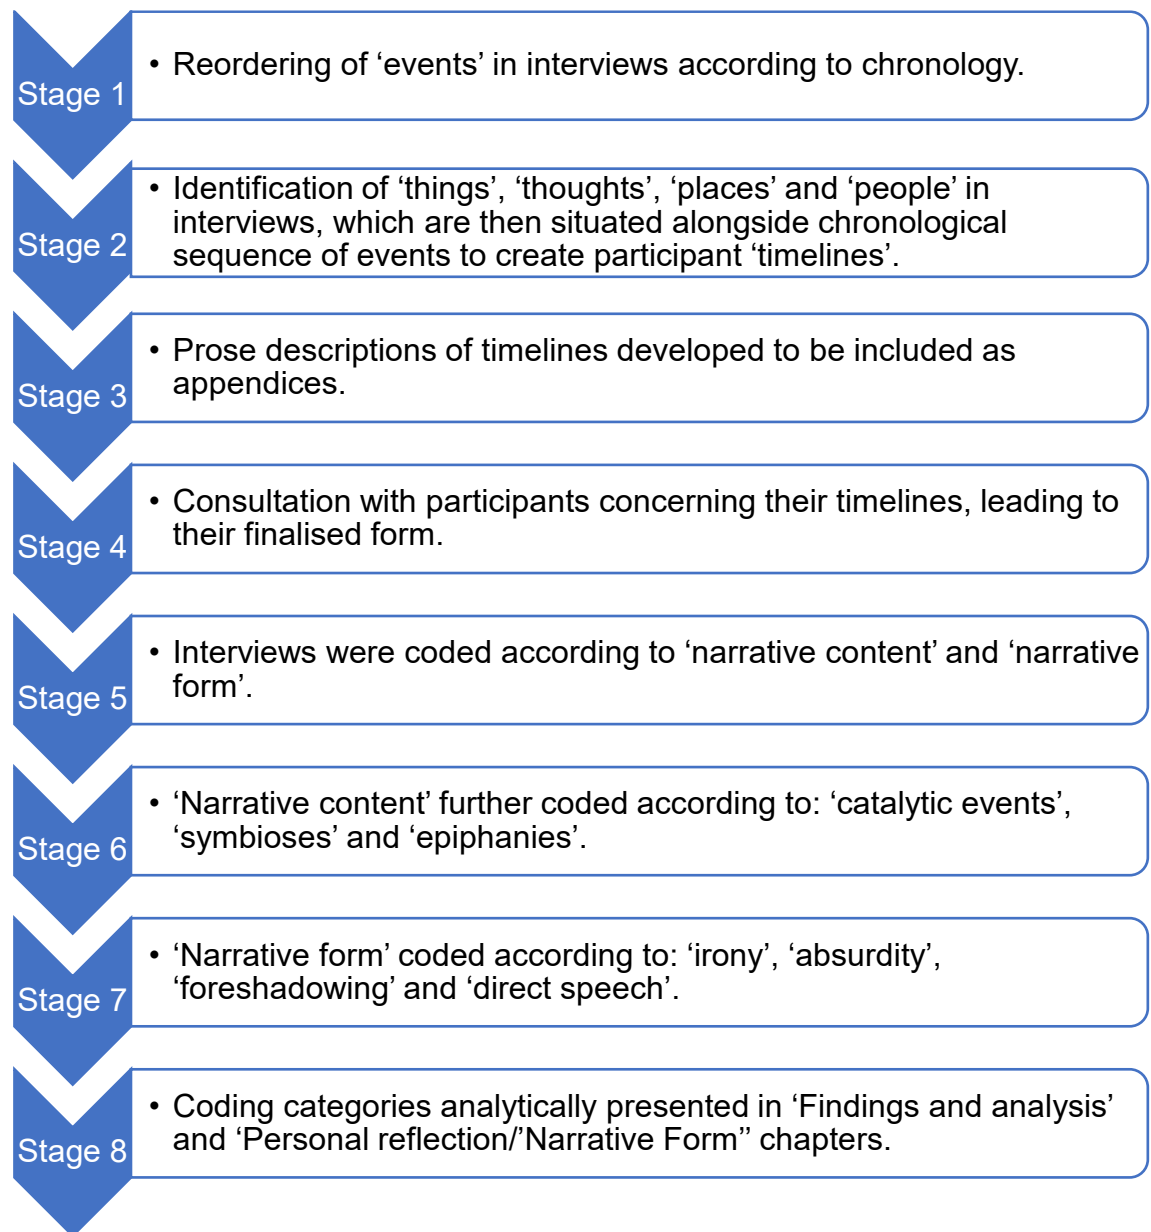 Stage 1
• Reordering of ‘events’ in interviews according to chronology.
Stage 2
• Identification of ‘things’, ‘thoughts’, ‘places’ and ‘people’ in
interviews, which are then situated alongside chronological
sequence of events to create participant ‘timelines’.
Stage 3
• Prose descriptions of timelines developed to be included as
appendices.
Stage 4
• Consultation with participants concerning their timelines, leading to
their finalised form.
Stage 5
• Interviews were coded according to ‘narrative content’ and ‘narrative
form’.
Stage 6
• ‘Narrative content’ further coded according to: ‘catalytic events’,
‘symbioses’ and ‘epiphanies’.
Stage 7
• ‘Narrative form’ coded according to: ‘irony’, ‘absurdity’,
‘foreshadowing’ and ‘direct speech’.
Stage 8
• Coding categories analytically presented in ‘Findings and analysis’
and ‘Personal reflection/’Narrative Form’’ chapters.